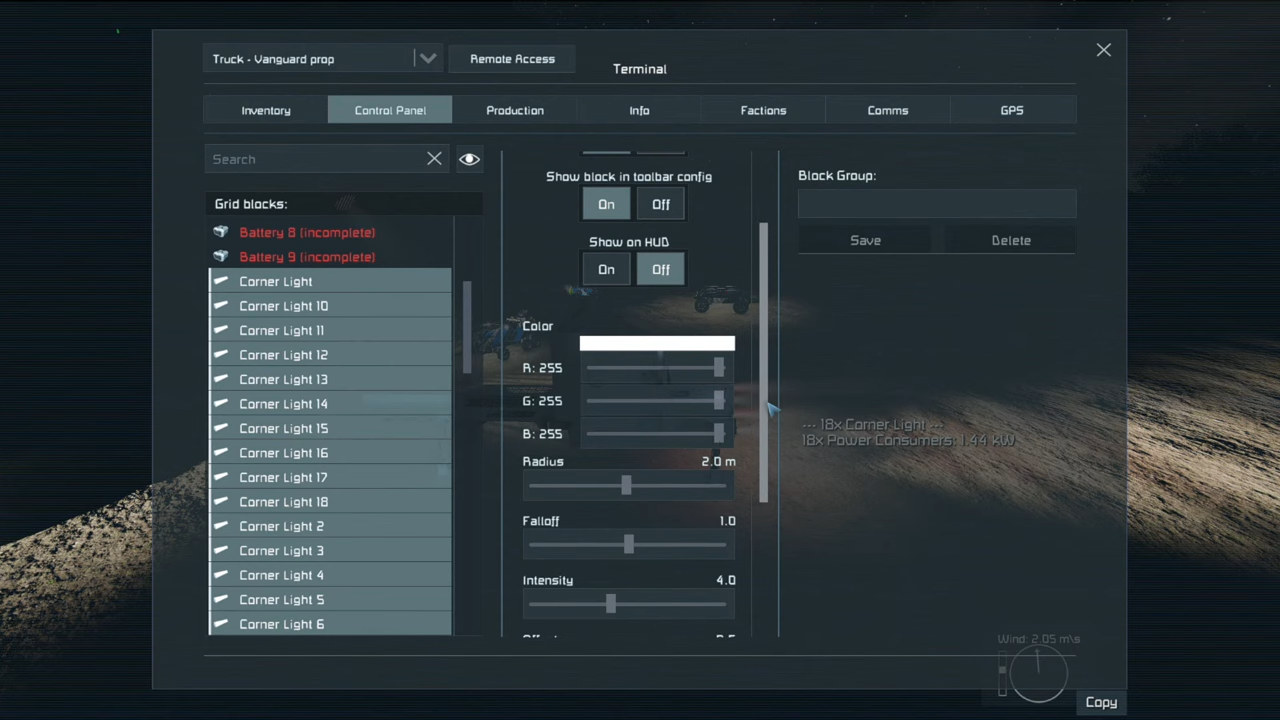 Truck - Vanguard prop
Remote Access
Terminal
Inventory
Control Panel
Production
Info
Factions
Comms
GPS
Search
Grid blocks:
Battery 8 (incomplete)
Battery 9 (incomplete)
Corner Light
Corner Light 10
Corner Light 11
Corner Light 12
Corner Light 13
Corner Light 14
Corner Light 15
Corner Light 16
Corner Light 17
Corner Light 18
Corner Light 2
Corner Light 3
Corner Light 4
Corner Light 5
Corner Light 6
Show block in toolbar config
On Off
Show on HUD
On Off
Color
R: 255
G: 255
B: 255
Radius 2.0 m
Falloff 1.0
Intensity 4.0
Block Group:
Save Delete
--- 18x Corner Light ---
18x Power Consumers: 1.44 kW
Wind: 2.05 m/s
Copy